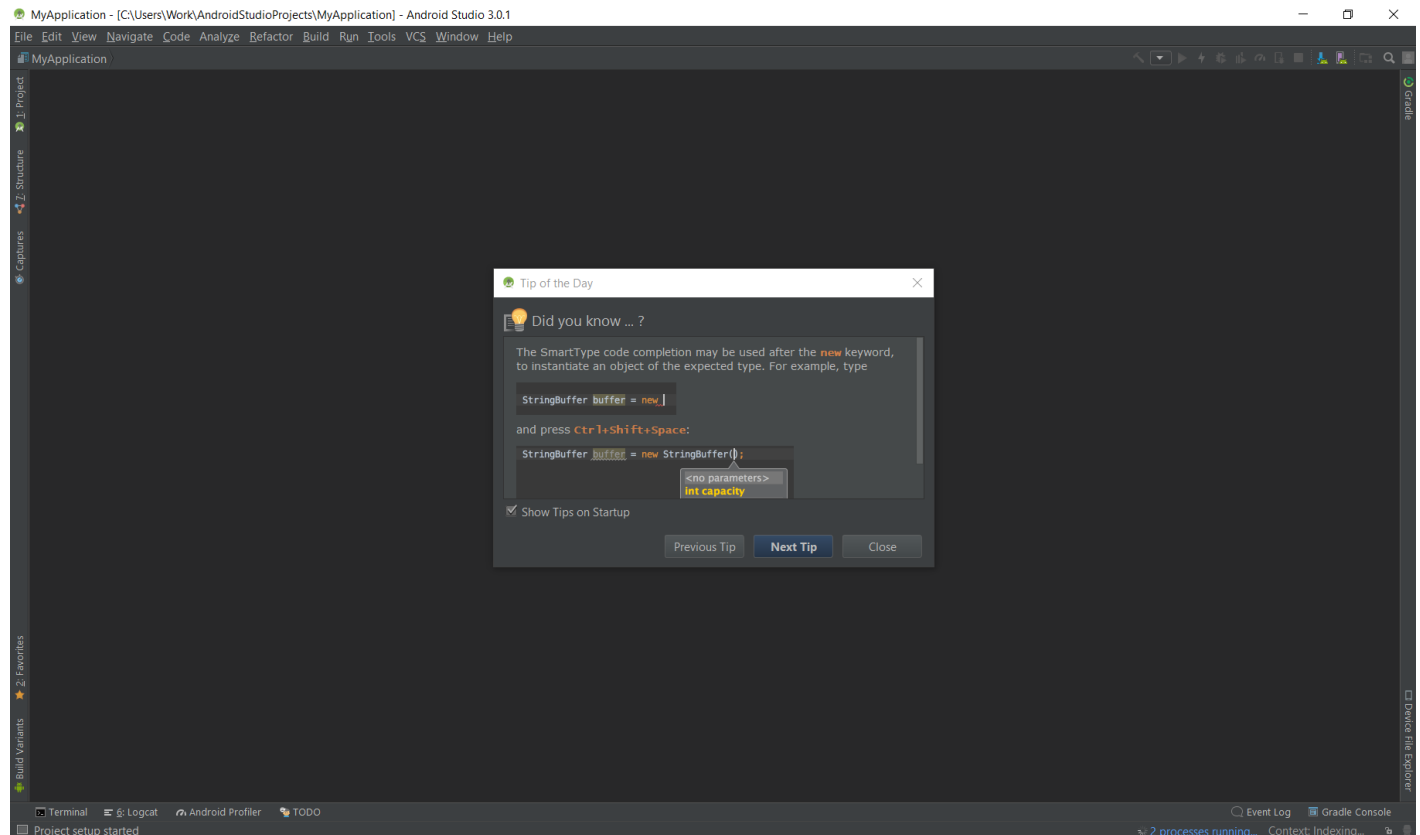 MyApplication - [C:\Users\Work\AndroidStudioProjects\MyApplication] - Android Studio 3.0.1
File Edit View Navigate Code Analyze Refactor Build Run Tools VCS Window Help
MyApplication
1: Project
7: Structure
Captures
2: Favorites
Build Variants
Gradle
Device File Explorer
Tip of the Day
Did you know ... ?
The SmartType code completion may be used after the new keyword,
to instantiate an object of the expected type. For example, type
StringBuffer buffer = new
and press Ctrl+Shift+Space:
StringBuffer buffer = new StringBuffer();
<no parameters>
int capacity
Show Tips on Startup
Previous Tip Next Tip Close
Terminal 6: Logcat Android Profiler TODO Event Log Gradle Console
Project setup started 2 processes running... Context: Indexing...